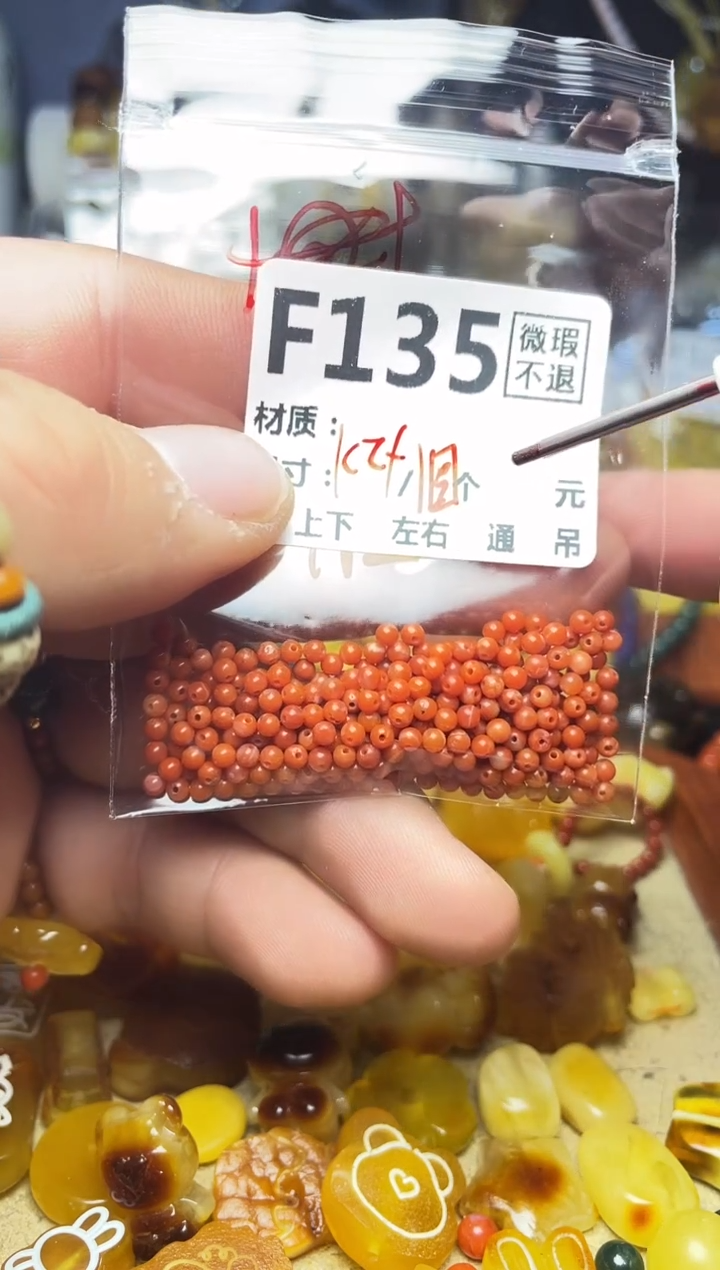 F135
微瑕
不退
材质：
寸： / 个 元
上下 左右 通 吊